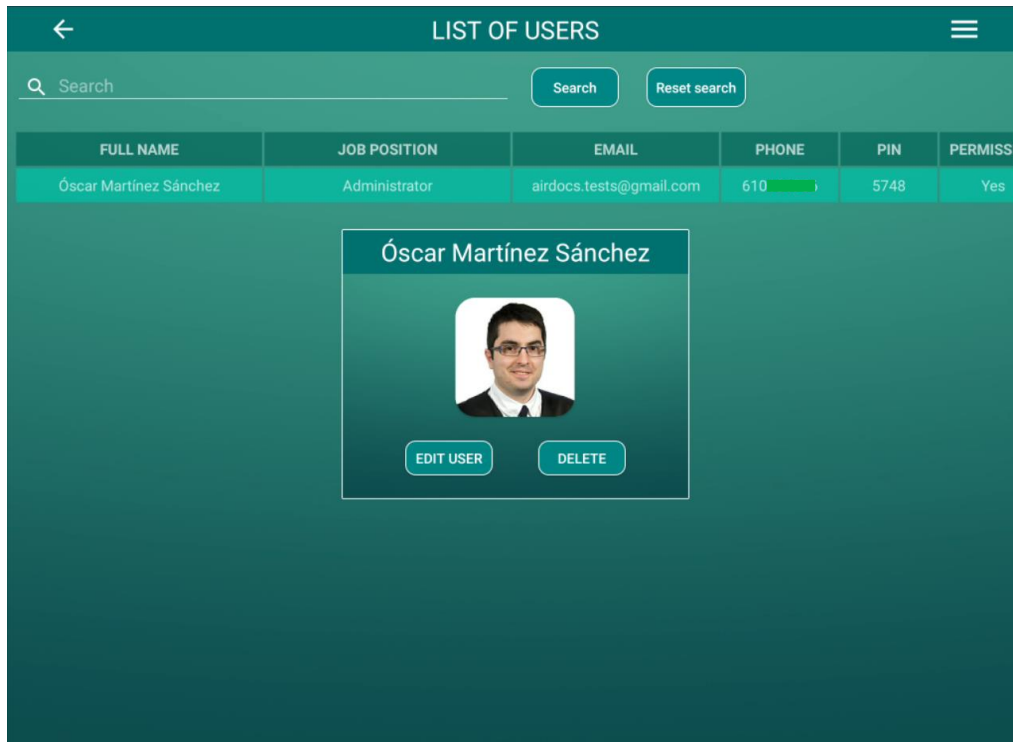 LIST OF USERS
Search Search Reset search
FULL NAME JOB POSITION EMAIL PHONE PIN PERMISS
Óscar Martínez Sánchez Administrator airdocs.tests@gmail.com 610 5748 Yes
Óscar Martínez Sánchez
EDIT USER DELETE